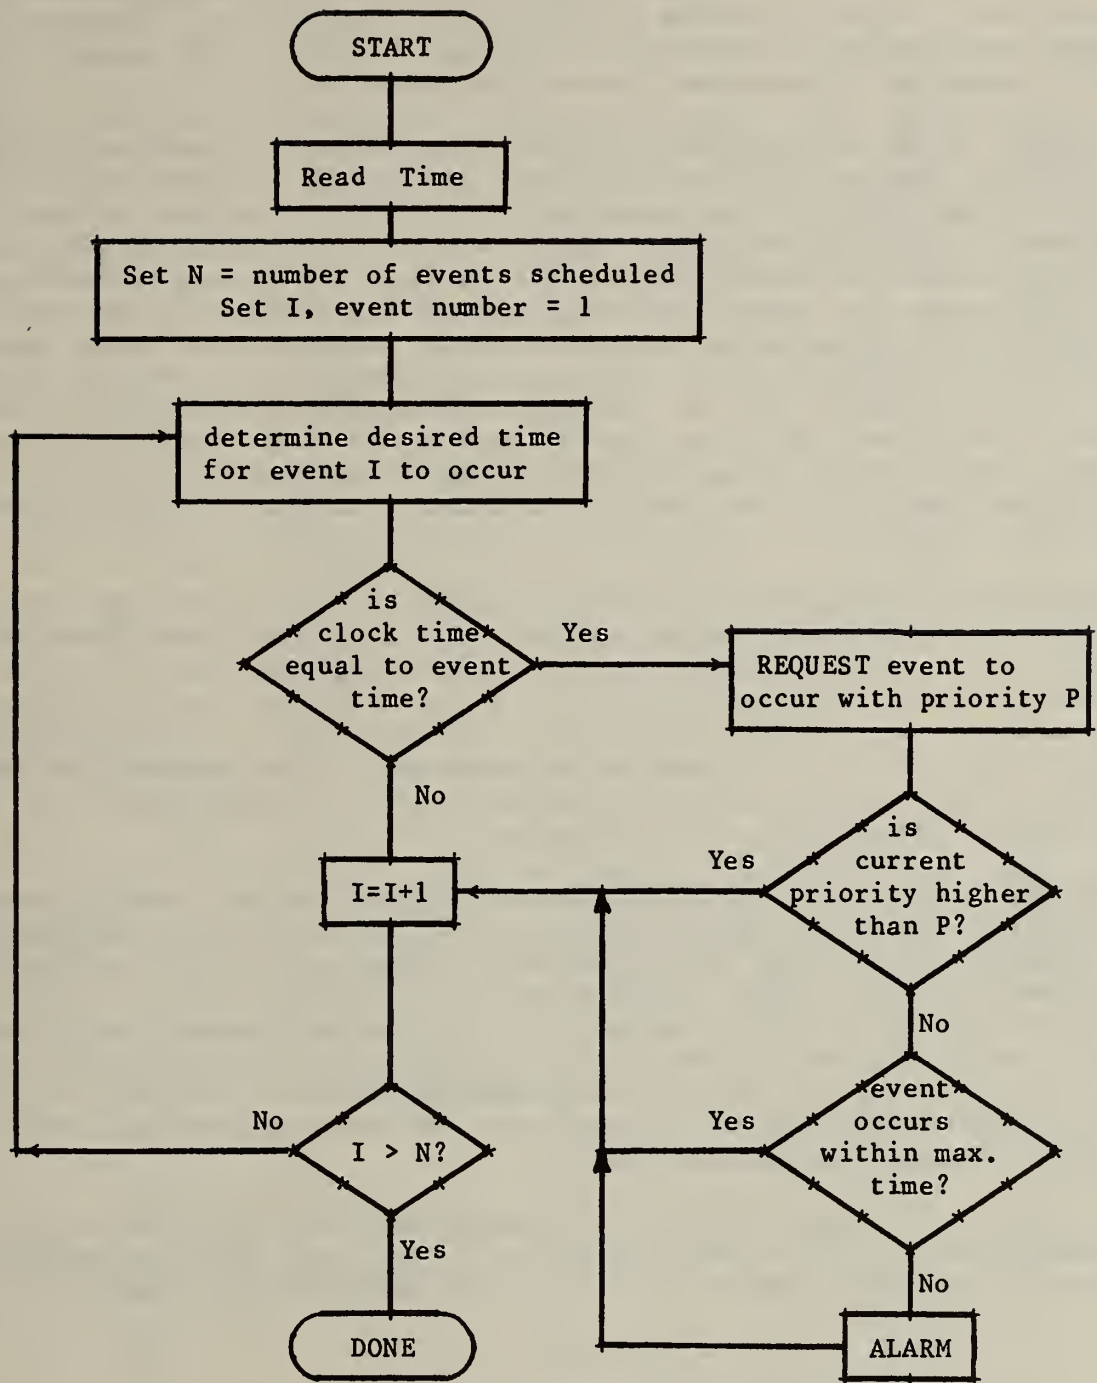 START
Read Time
Set N = number of events scheduled
Set I, event number = 1
determine desired time
for event I to occur
is
clock time
equal to event
time?
Yes
REQUEST event to
occur with priority P
No
is
current
priority higher
than P?
Yes
I=I+1
No
event
occurs
within max.
time?
Yes
No
I > N?
Yes
No
DONE
ALARM